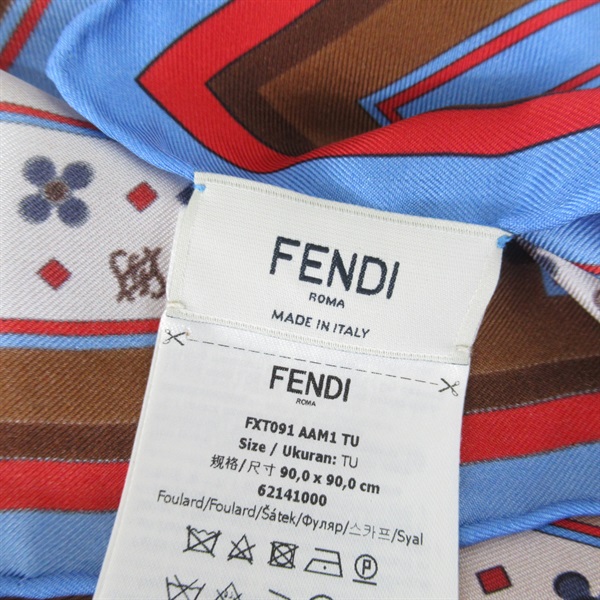 FENDI
ROMA
MADE IN ITALY
FENDI
ROMA
FXT091 AAM1 TU
Size / Ukuran: TU
规格/尺寸 90,0 x 90,0 cm
62141000
Foulard/Foulard/Šátek/Фуляр/스카프/Syal
P